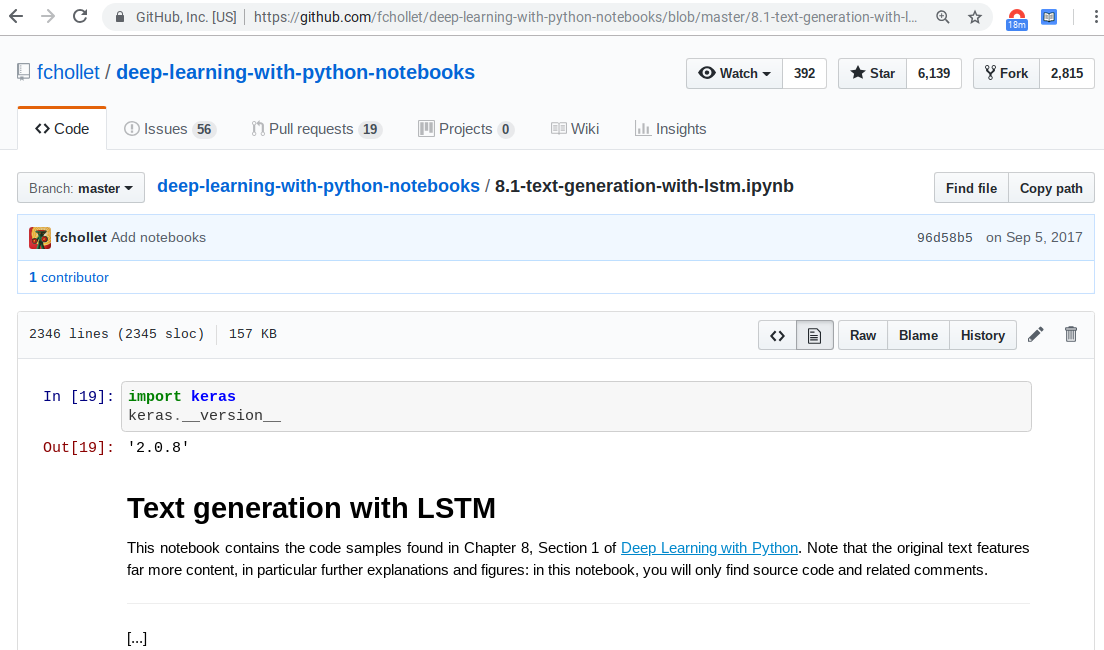 GitHub, Inc. [US] | https://github.com/fchollet/deep-learning-with-python-notebooks/blob/master/8.1-text-generation-with-l...
18m
fchollet / deep-learning-with-python-notebooks
Watch 392 Star 6,139 Fork 2,815
Code Issues 56 Pull requests 19 Projects 0 Wiki Insights
Branch: master deep-learning-with-python-notebooks / 8.1-text-generation-with-lstm.ipynb Find file Copy path
fchollet Add notebooks 96d58b5 on Sep 5, 2017
1 contributor
2346 lines (2345 sloc) 157 KB Raw Blame History
In [19]: import keras
keras.__version__
Out[19]: '2.0.8'
Text generation with LSTM
This notebook contains the code samples found in Chapter 8, Section 1 of Deep Learning with Python. Note that the original text features
far more content, in particular further explanations and figures: in this notebook, you will only find source code and related comments.
[...]